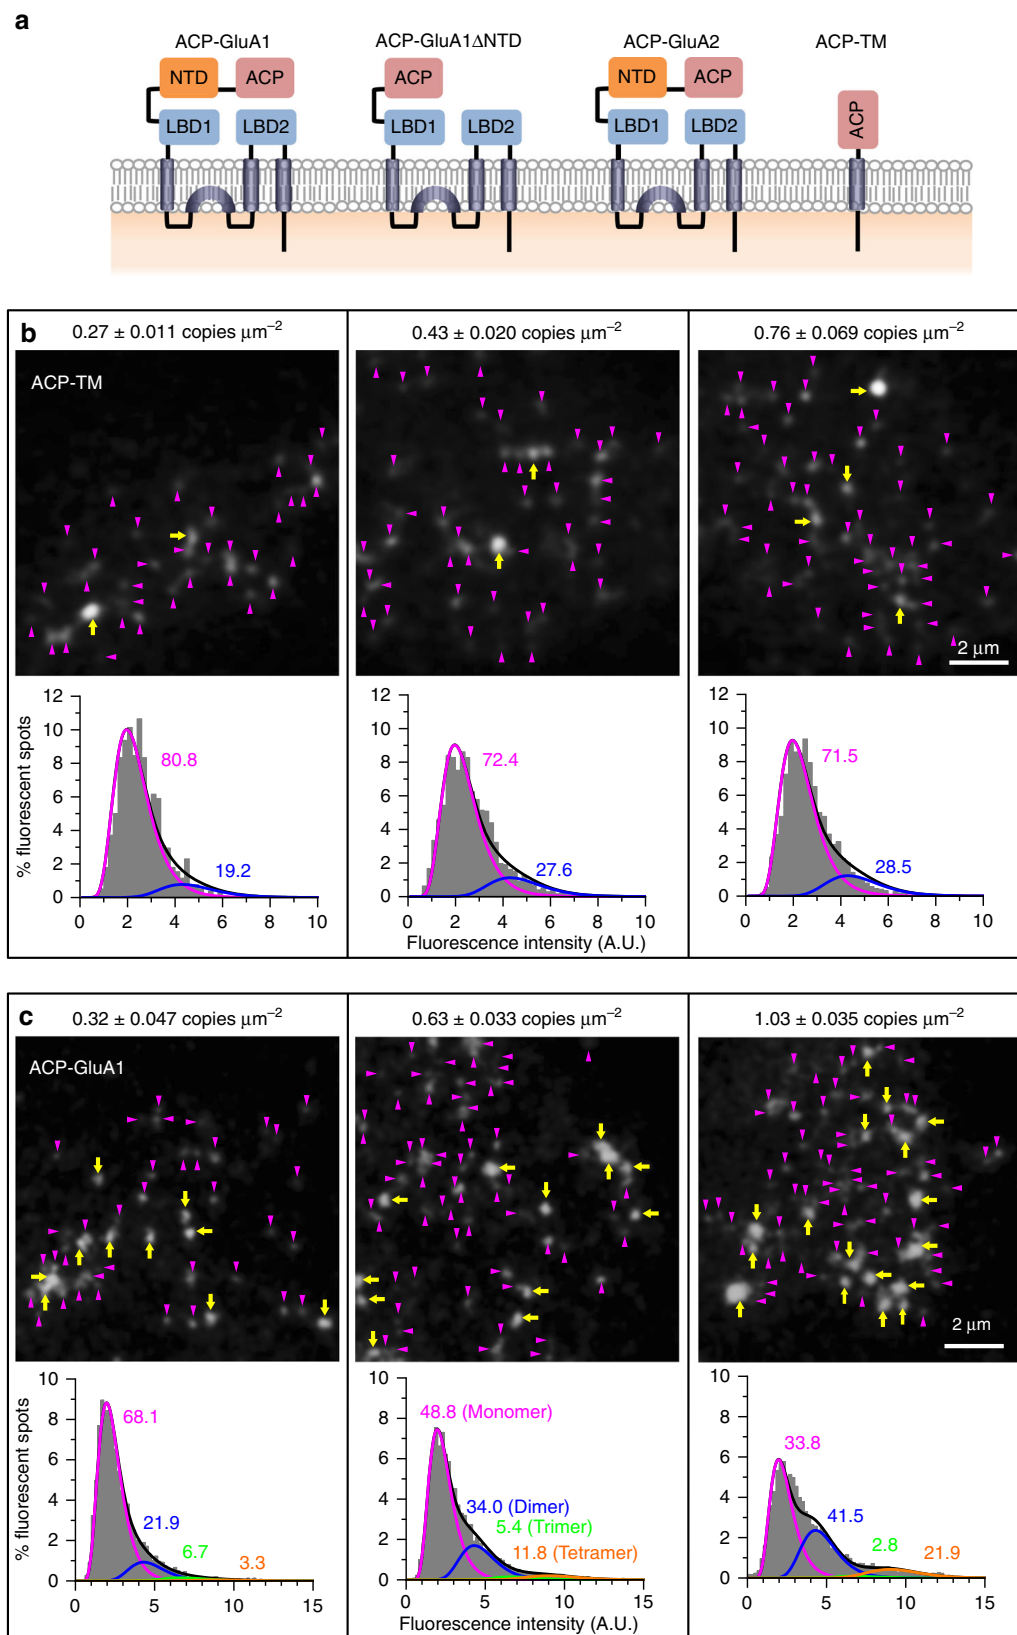 a
ACP-GluA1
ACP-GluA1ΔNTD
ACP-GluA2
ACP-TM
NTD
ACP
ACP
NTD
ACP
ACP
LBD1
LBD2
LBD1
LBD2
LBD1
LBD2
b
0.27 ± 0.011 copies μm⁻²
0.43 ± 0.020 copies μm⁻²
0.76 ± 0.069 copies μm⁻²
ACP-TM
2 μm
% fluorescent spots
12
10
8
6
4
2
0
0 2 4 6 8 10
80.8
19.2
12
10
8
6
4
2
0
0 2 4 6 8 10
72.4
27.6
Fluorescence intensity (A.U.)
12
10
8
6
4
2
0
0 2 4 6 8 10
71.5
28.5
c
0.32 ± 0.047 copies μm⁻²
0.63 ± 0.033 copies μm⁻²
1.03 ± 0.035 copies μm⁻²
ACP-GluA1
2 μm
% fluorescent spots
10
8
6
4
2
0
0 5 10 15
68.1
21.9
6.7
3.3
10
8
6
4
2
0
0 5 10 15
48.8 (Monomer)
34.0 (Dimer)
5.4 (Trimer)
11.8 (Tetramer)
Fluorescence intensity (A.U.)
10
8
6
4
2
0
0 5 10 15
33.8
41.5
2.8
21.9